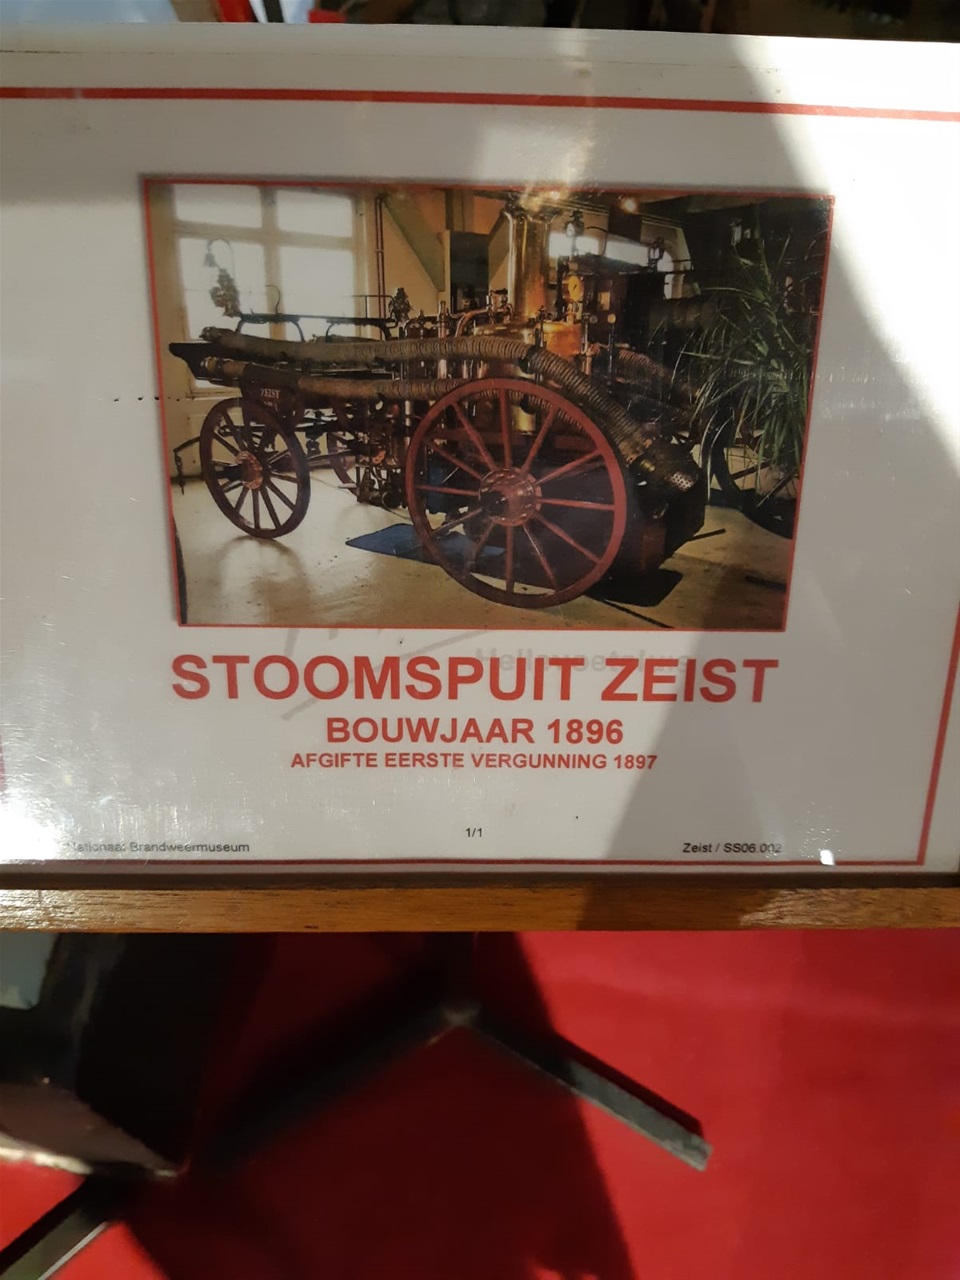 ZEIST
STOOMSPUIT ZEIST
BOUWJAAR 1896
AFGIFTE EERSTE VERGUNNING 1897
1/1
Nationaal Brandweermuseum
Zeist / SS06.002